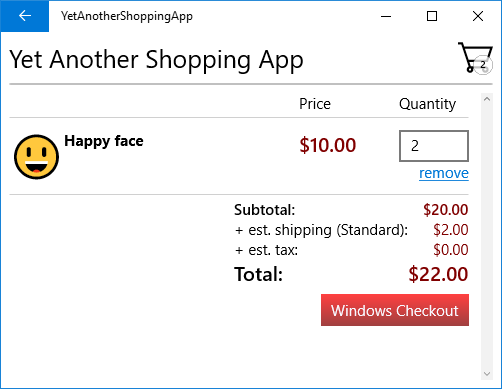 YetAnotherShoppingApp
Yet Another Shopping App
2
Price Quantity
Happy face $10.00 2
remove
Subtotal: $20.00
+ est. shipping (Standard): $2.00
+ est. tax: $0.00
Total: $22.00
Windows Checkout